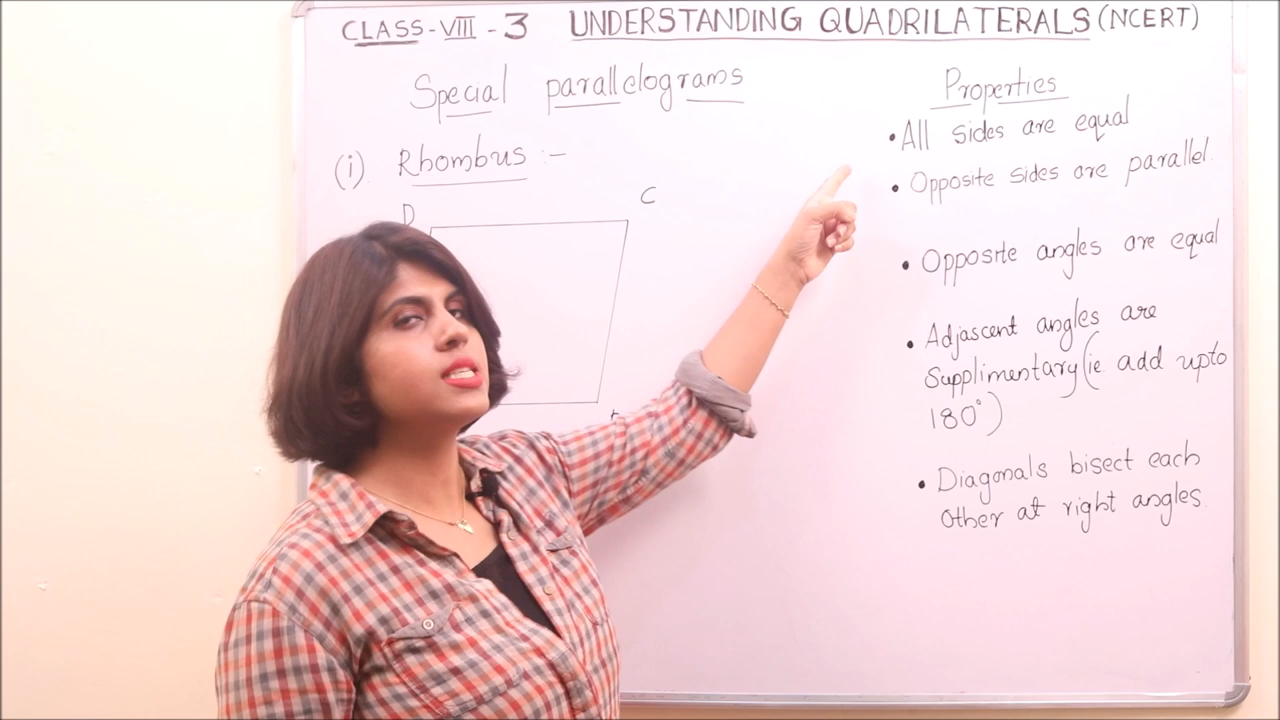 CLASS-VIII - 3 UNDERSTANDING QUADRILATERALS (NCERT)
Special parallelograms
(i). Rhombus :-
D
C
Properties
• All sides are equal
• Opposite sides are parallel.
• Opposite angles are equal
• Adjascent angles are
Supplimentary (ie. add upto
180°)
• Diagonals bisect each
Other at right angles.